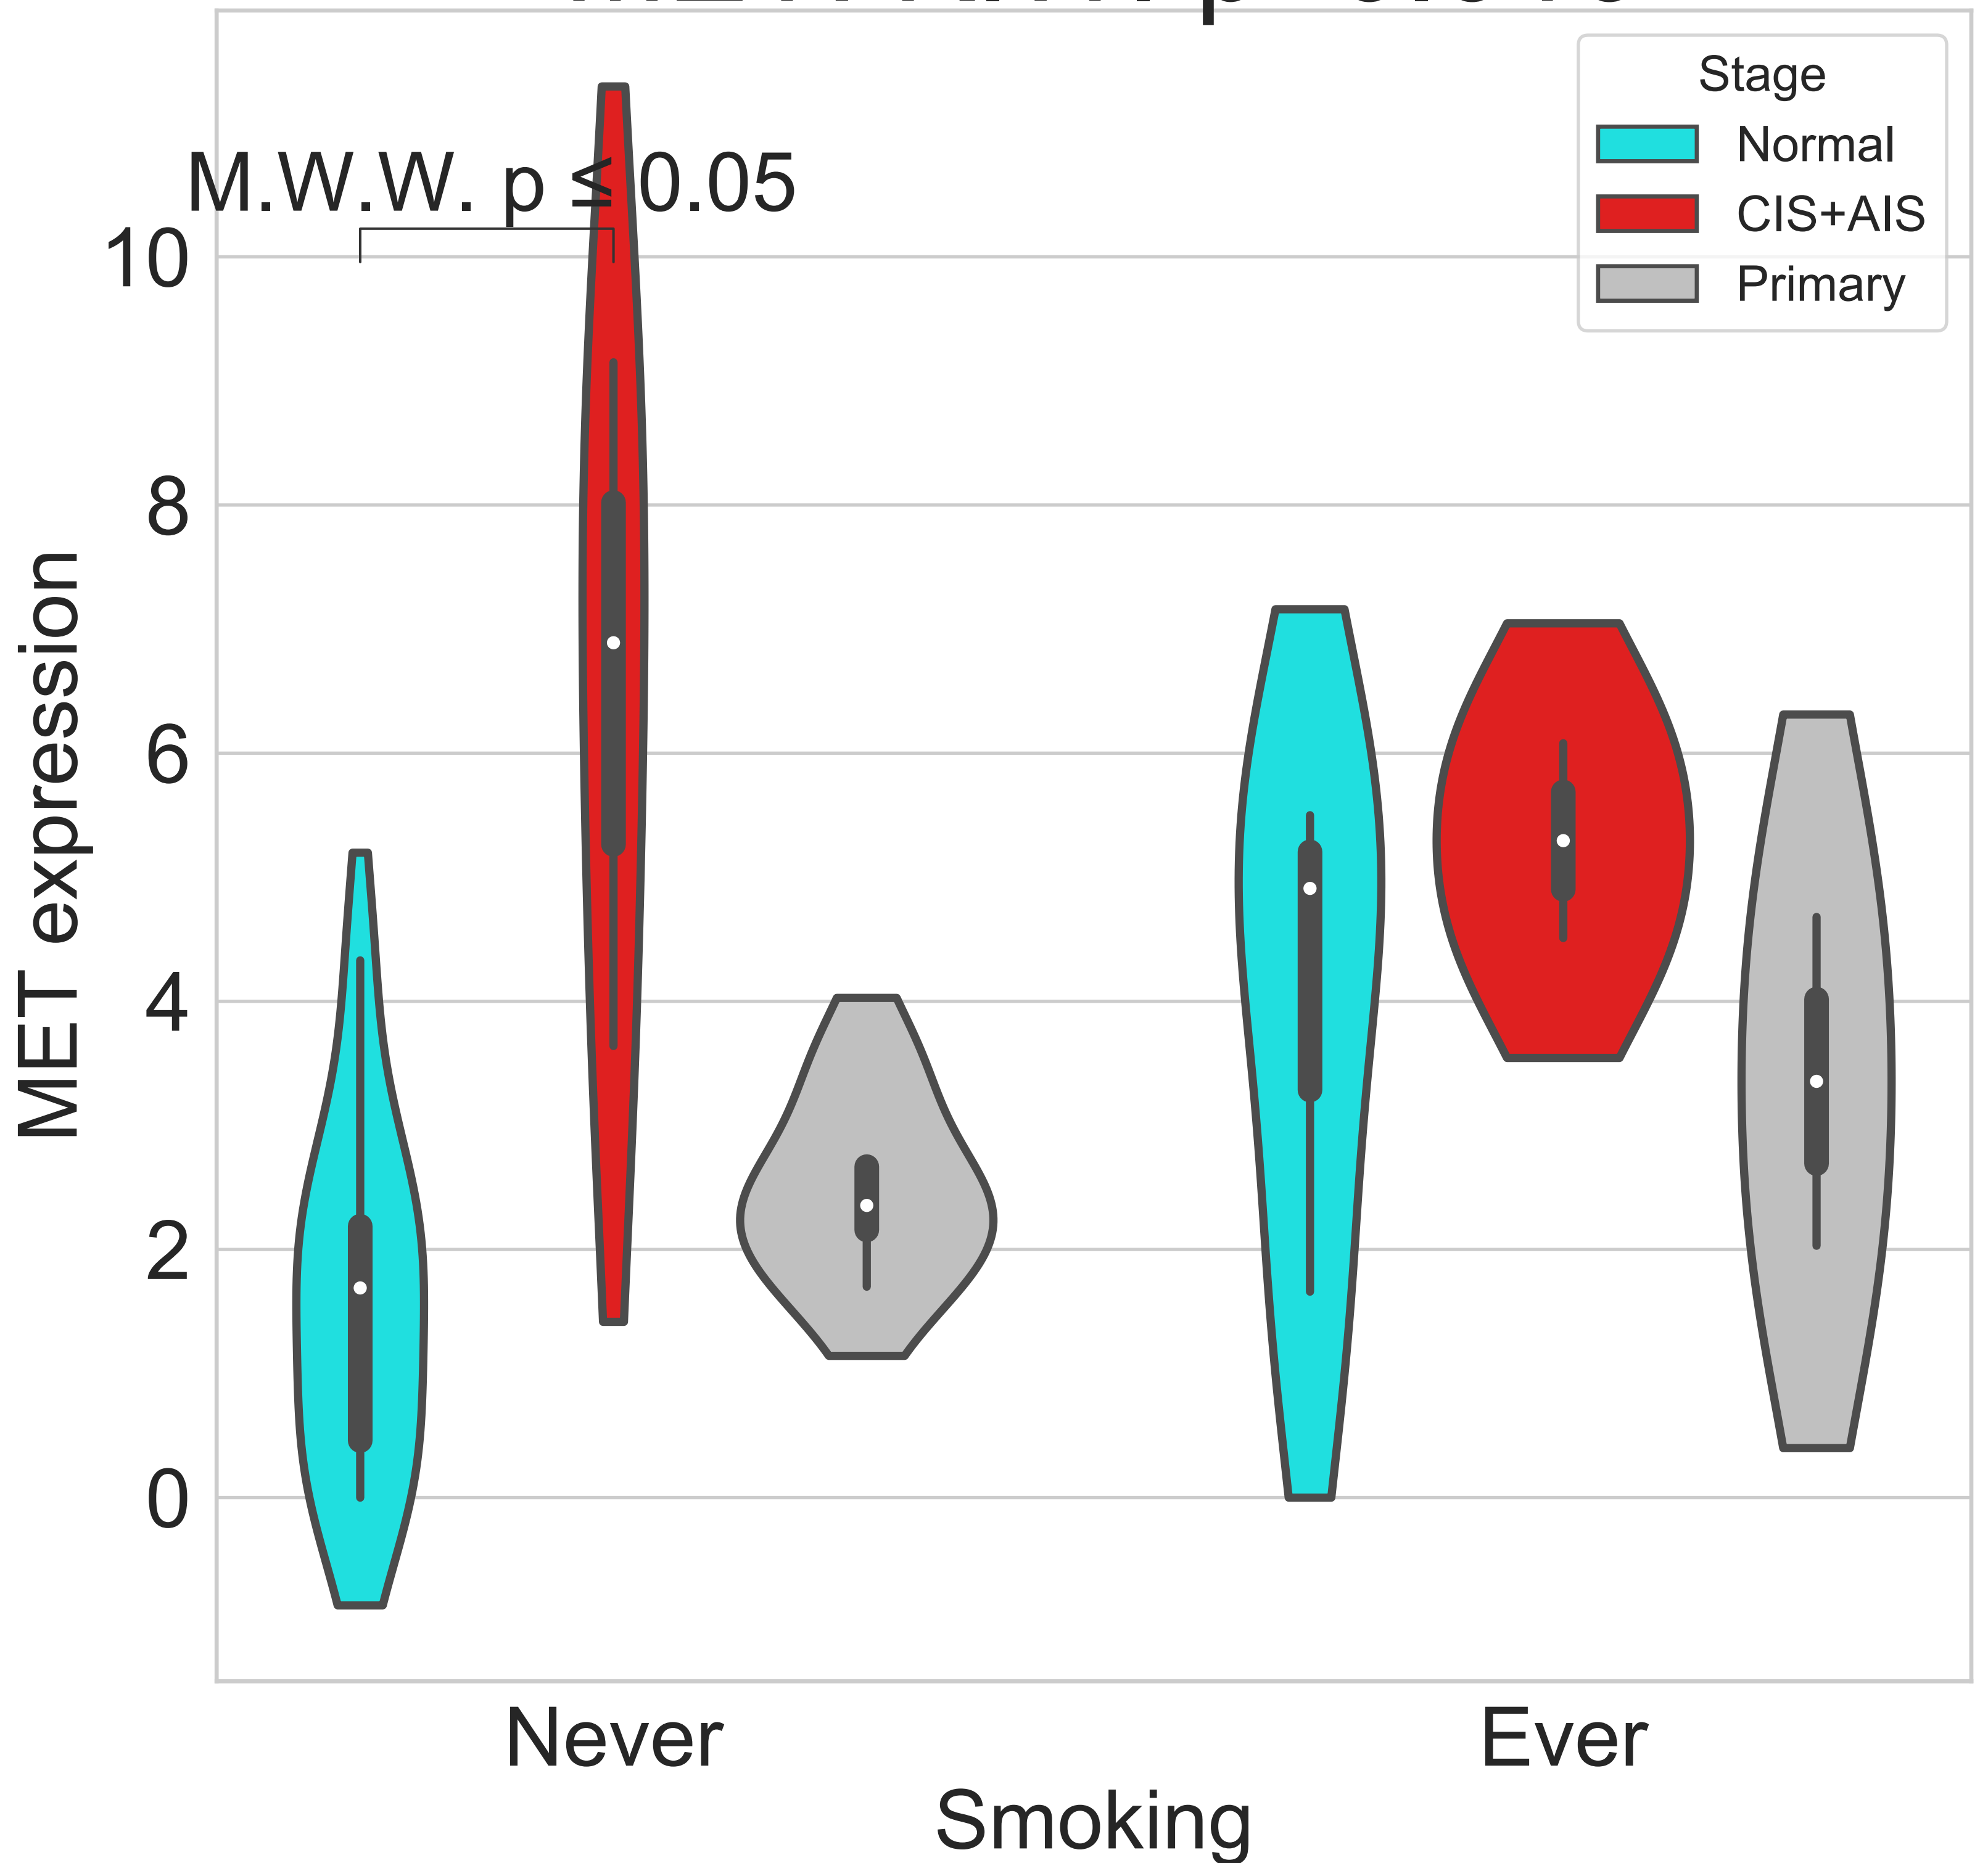 Stage
Normal
CIS+AIS
Primary
M.W.W. p ≤ 0.05
10
8
6
4
2
0
MET expression
Never
Ever
Smoking